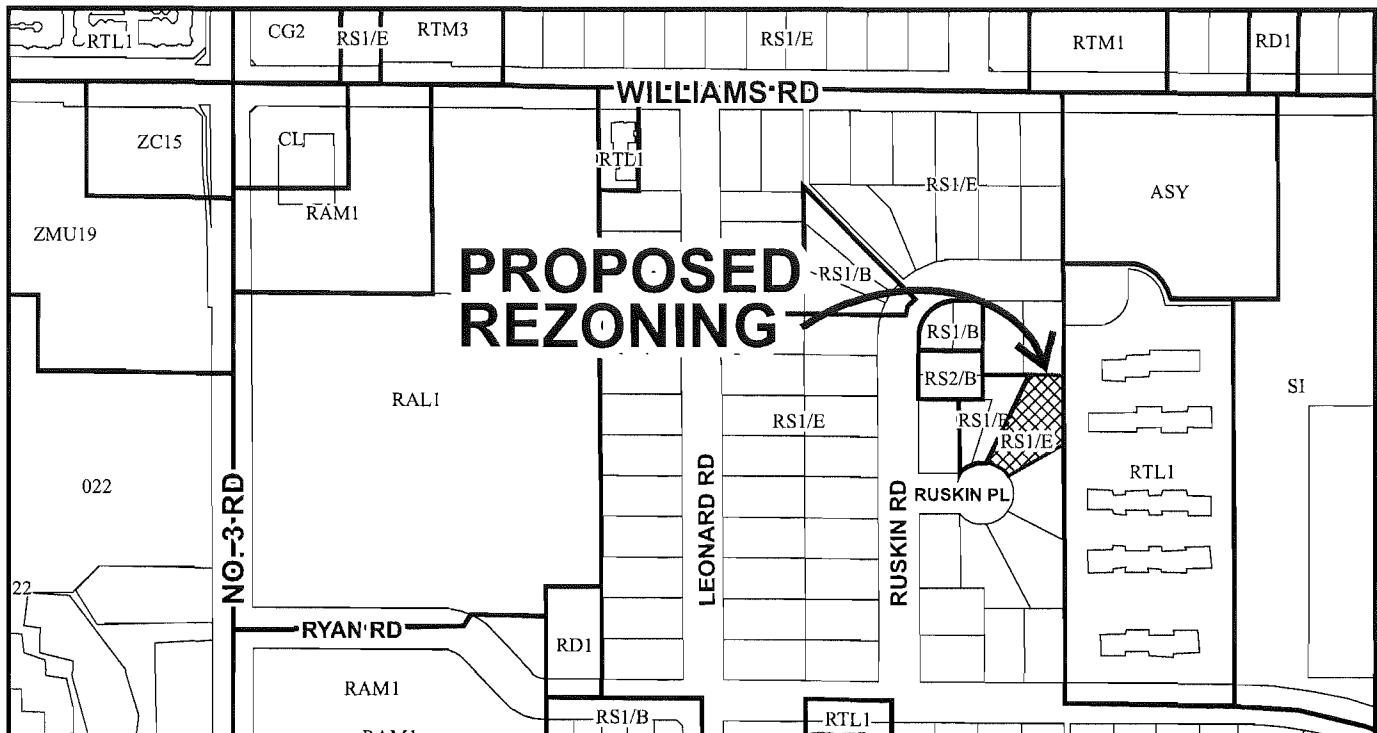 RTL1
CG2
RS1/E
RTM3
RS1/E
RTM1
RD1
WILLIAMS RD
ZC15
CL
RTL1
RS1/E
ASY
RAM1
ZMU19
PROPOSED
REZONING
RS1/B
RS1/B
RS2/B
SI
RAL1
RS1/E
RS1/B
RS1/E
022
NO. 3 RD
LEONARD RD
RUSKIN RD
RUSKIN PL
RTL1
22
RYAN RD
RD1
RAM1
RS1/B
RTL1
RAM1